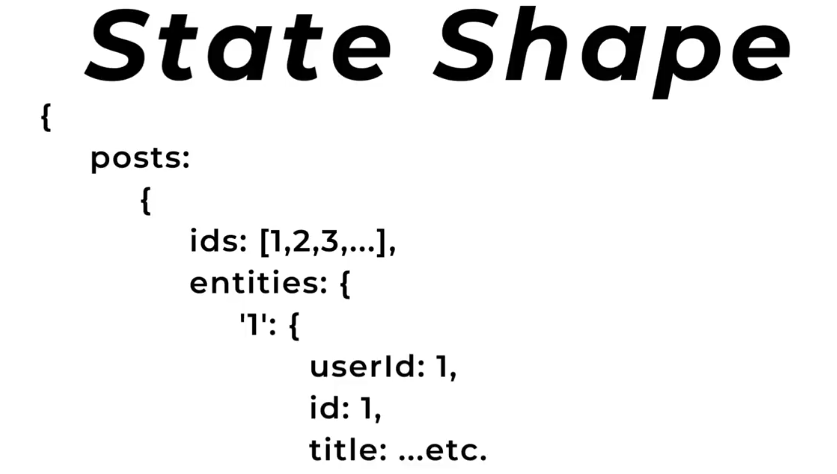 State Shape
{
posts:
{
ids: [1,2,3,...],
entities: {
'1': {
userId: 1,
id: 1,
title: ...etc.